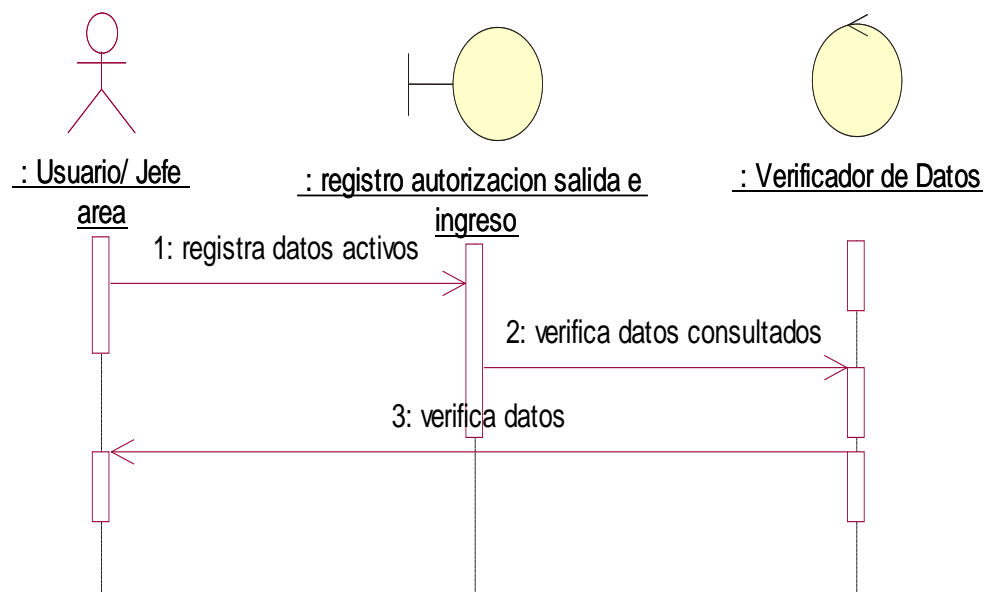 : Usuario/ Jefe
area
: registro autorizacion salida e
ingreso
: Verificador de Datos
1: registra datos activos
2: verifica datos consultados
3: verifica datos